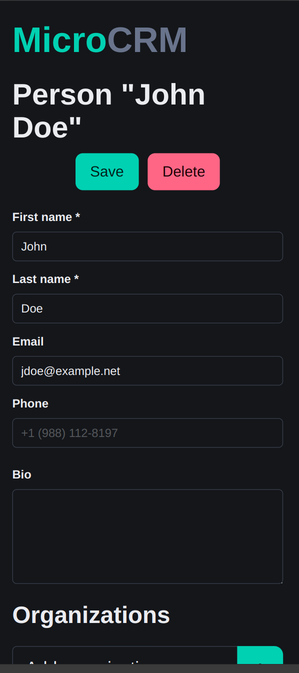 MicroCRM
Person "John
Doe"
Save Delete
First name *
John
Last name *
Doe
Email
jdoe@example.net
Phone
+1 (988) 112-8197
Bio
Organizations